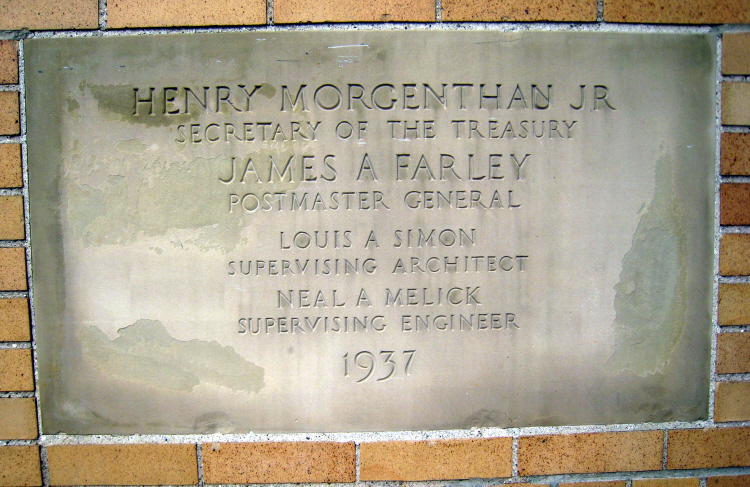 HENRY MORGENTHAU JR
SECRETARY OF THE TREASURY
JAMES A FARLEY
POSTMASTER GENERAL
LOUIS A SIMON
SUPERVISING ARCHITECT
NEAL A MELICK
SUPERVISING ENGINEER
1937